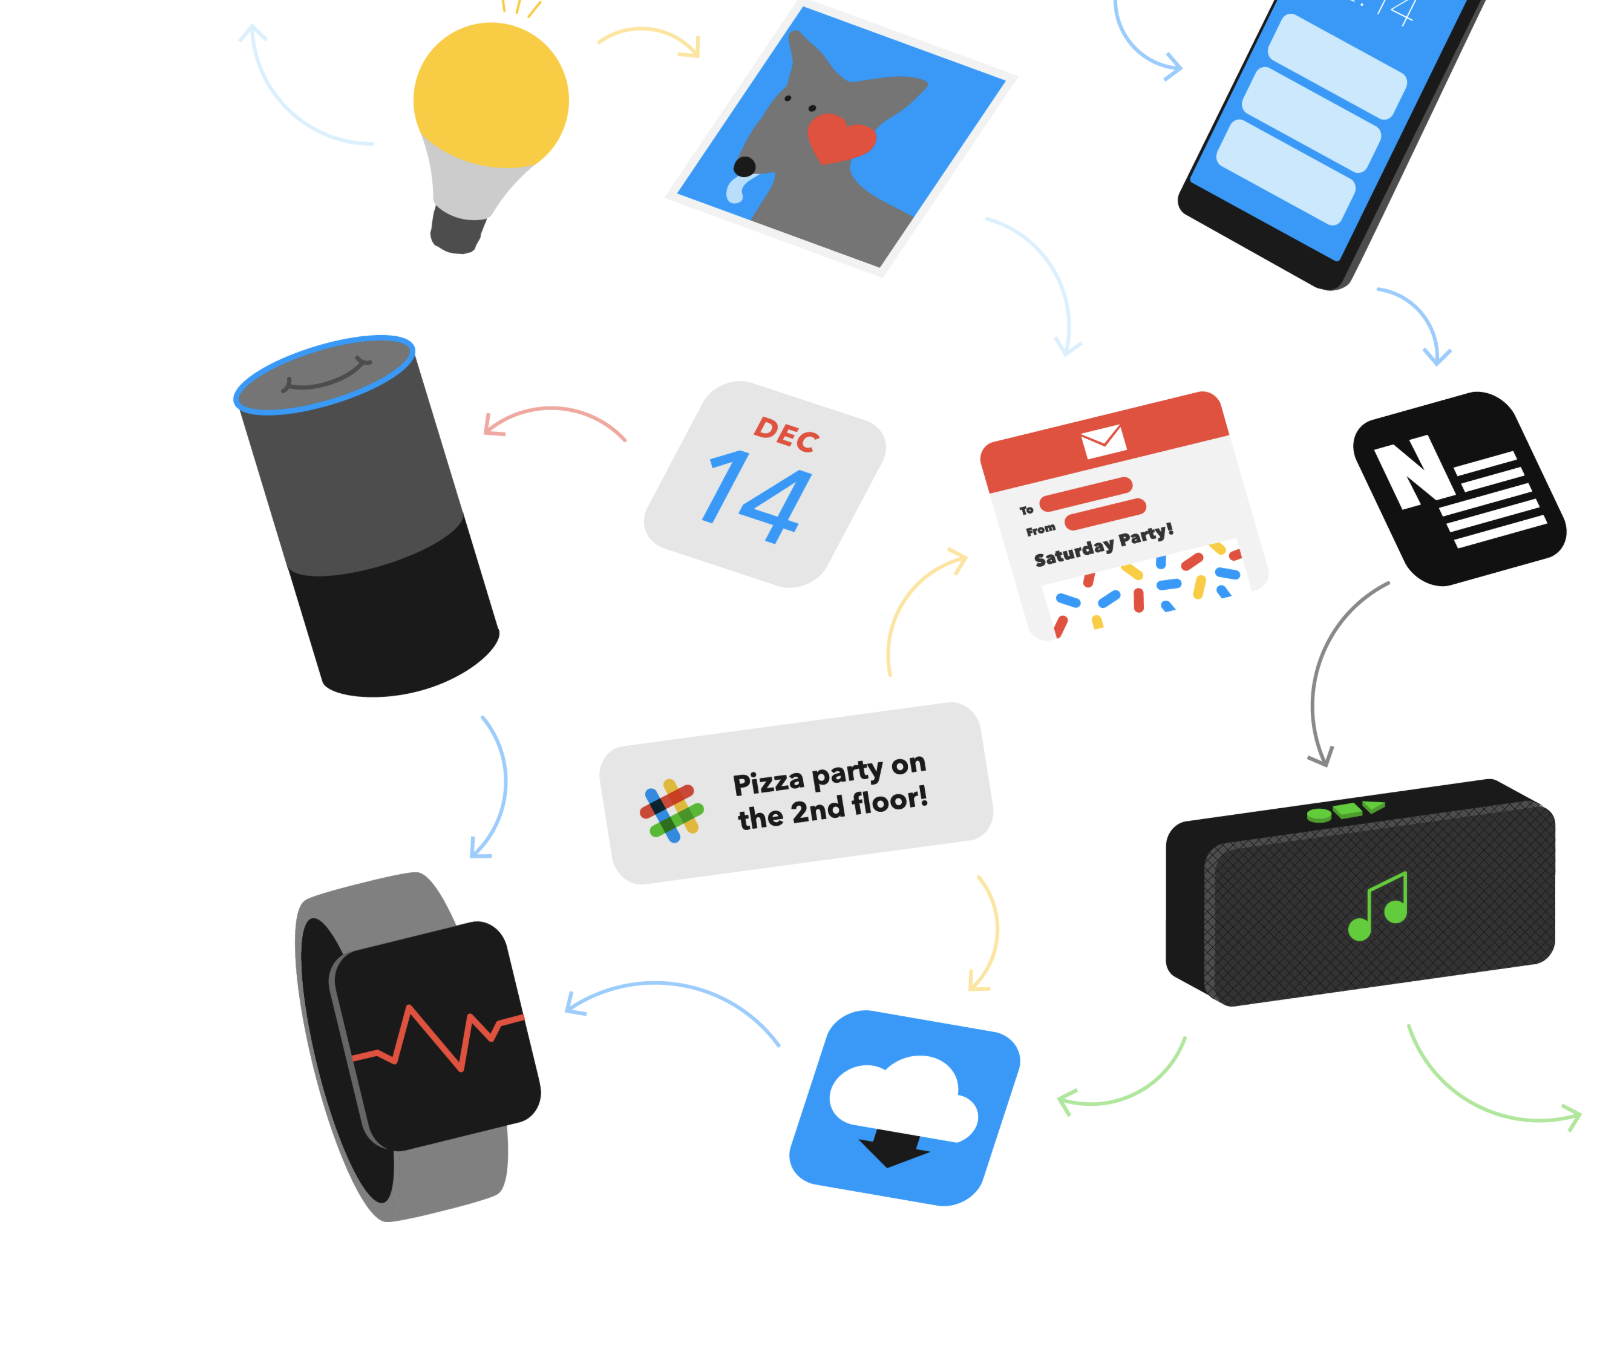 DEC
14
To
From
Saturday Party!
N
Pizza party on
the 2nd floor!